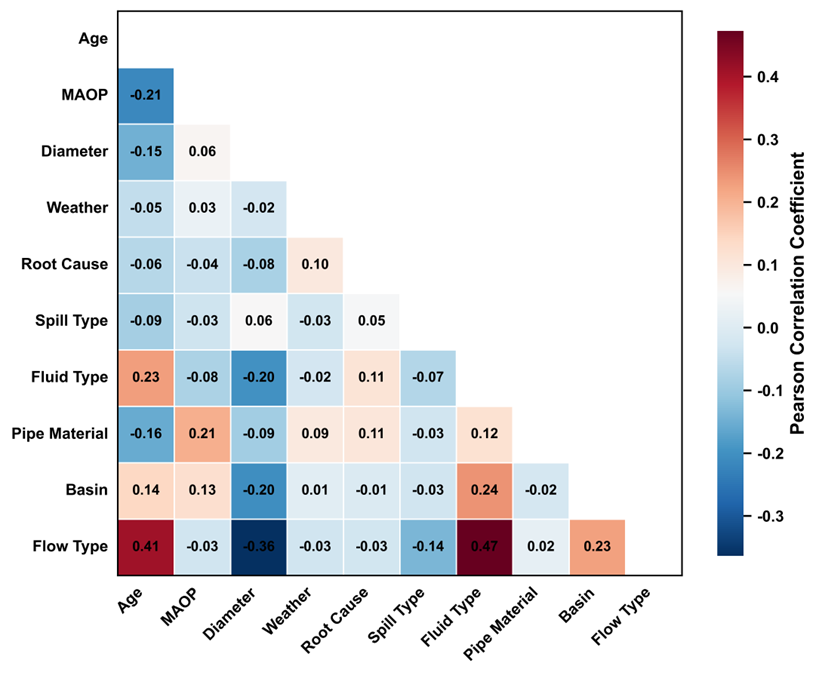 Age
MAOP -0.21
Diameter -0.15 0.06
Weather -0.05 0.03 -0.02
Root Cause -0.06 -0.04 -0.08 0.10
Spill Type -0.09 -0.03 0.06 -0.03 0.05
Fluid Type 0.23 -0.08 -0.20 -0.02 0.11 -0.07
Pipe Material -0.16 0.21 -0.09 0.09 0.11 -0.03 0.12
Basin 0.14 0.13 -0.20 0.01 -0.01 -0.03 0.24 -0.02
Flow Type 0.41 -0.03 -0.36 -0.03 -0.03 -0.14 0.47 0.02 0.23
Age MAOP Diameter Weather Root Cause Spill Type Fluid Type Pipe Material Basin Flow Type
0.4
0.3
0.2
0.1
0.0
-0.1
-0.2
-0.3
Pearson Correlation Coefficient